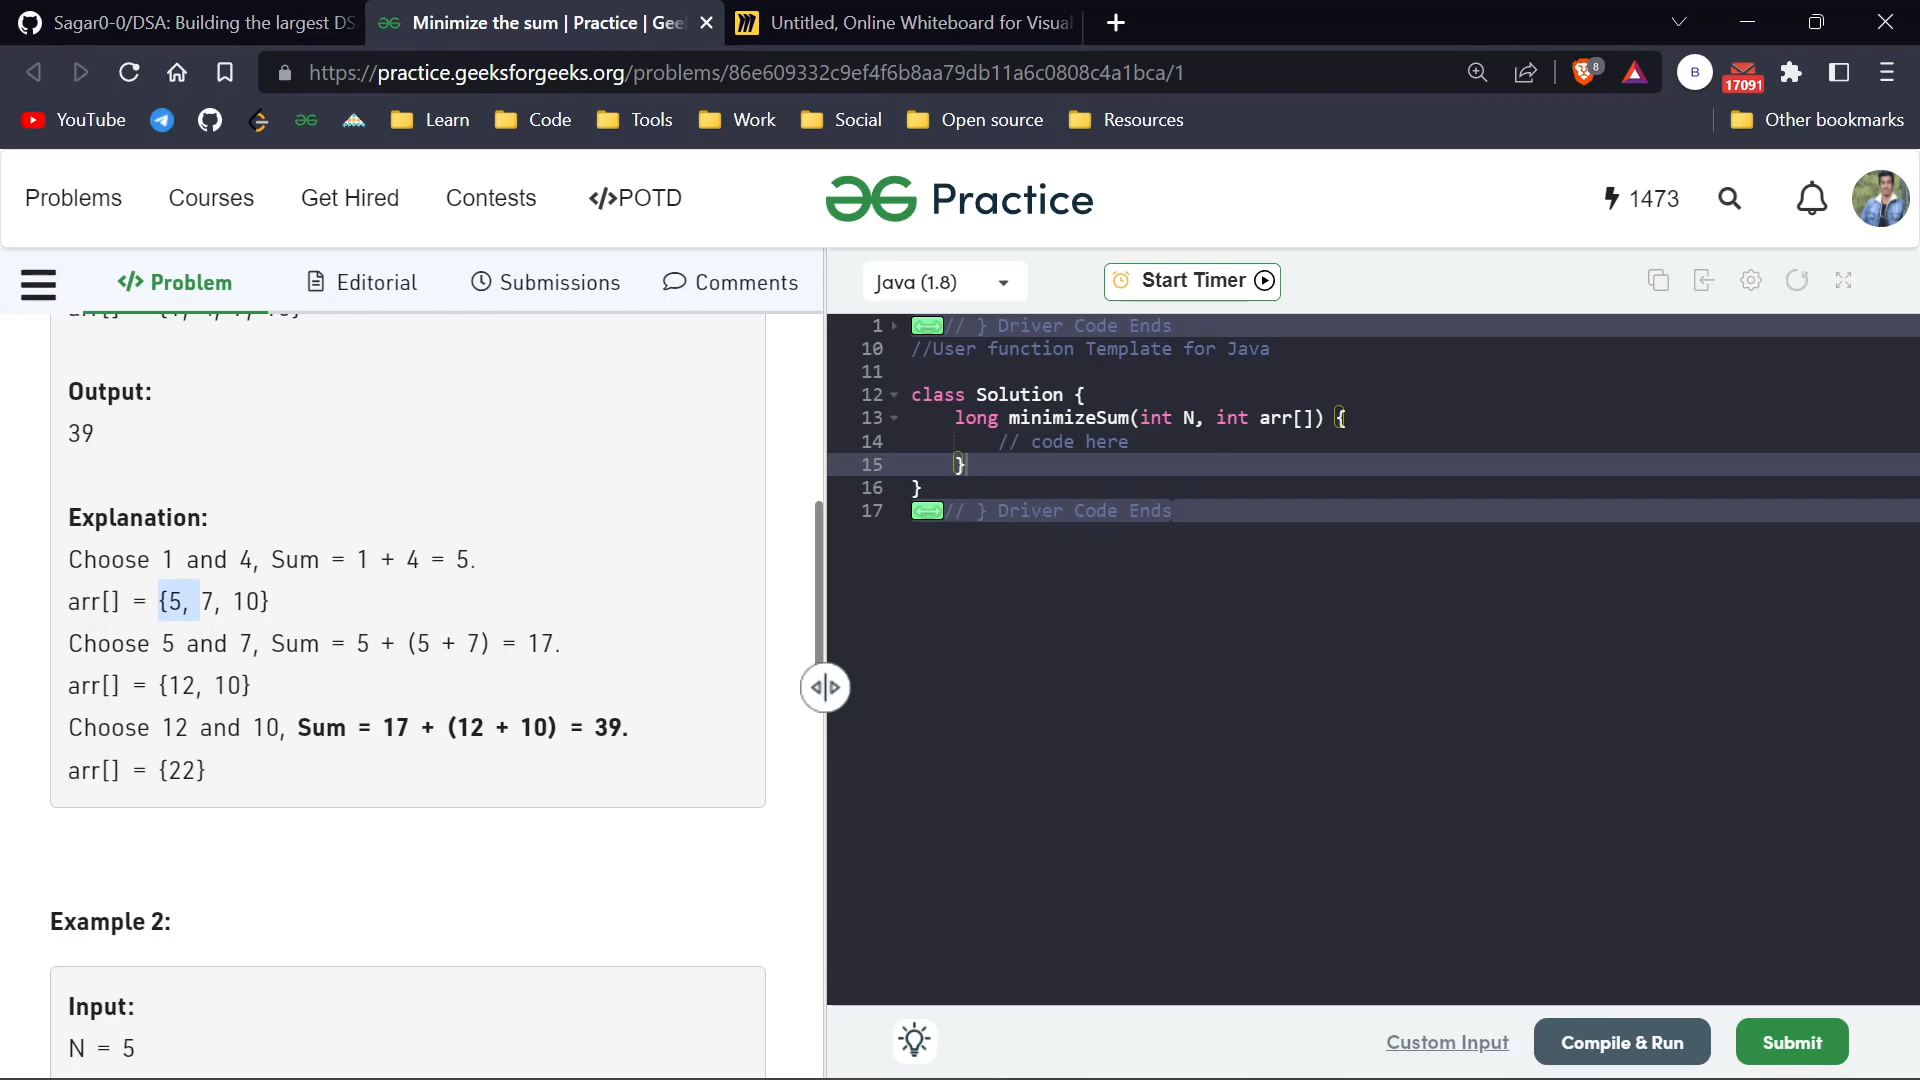 Sagar0-0/DSA: Building the largest DS
Minimize the sum | Practice | Gee
Untitled, Online Whiteboard for Visual
https://practice.geeksforgeeks.org/problems/86e609332c9ef4f6b8aa79db11a6c0808c4a1bca/1
8
B
17091
YouTube
Learn
Code
Tools
Work
Social
Open source
Resources
Other bookmarks
Problems
Courses
Get Hired
Contests
</>POTD
Practice
1473
</> Problem
Editorial
Submissions
Comments
Java (1.8)
Start Timer
Output:
39
Explanation:
Choose 1 and 4, Sum = 1 + 4 = 5.
arr[] = {5, 7, 10}
Choose 5 and 7, Sum = 5 + (5 + 7) = 17.
arr[] = {12, 10}
Choose 12 and 10, Sum = 17 + (12 + 10) = 39.
arr[] = {22}
Example 2:
Input:
N = 5
1 // } Driver Code Ends
10 //User function Template for Java
11
12 class Solution {
13 long minimizeSum(int N, int arr[]) {
14 // code here
15 }
16 }
17 // } Driver Code Ends
Custom Input
Compile & Run
Submit